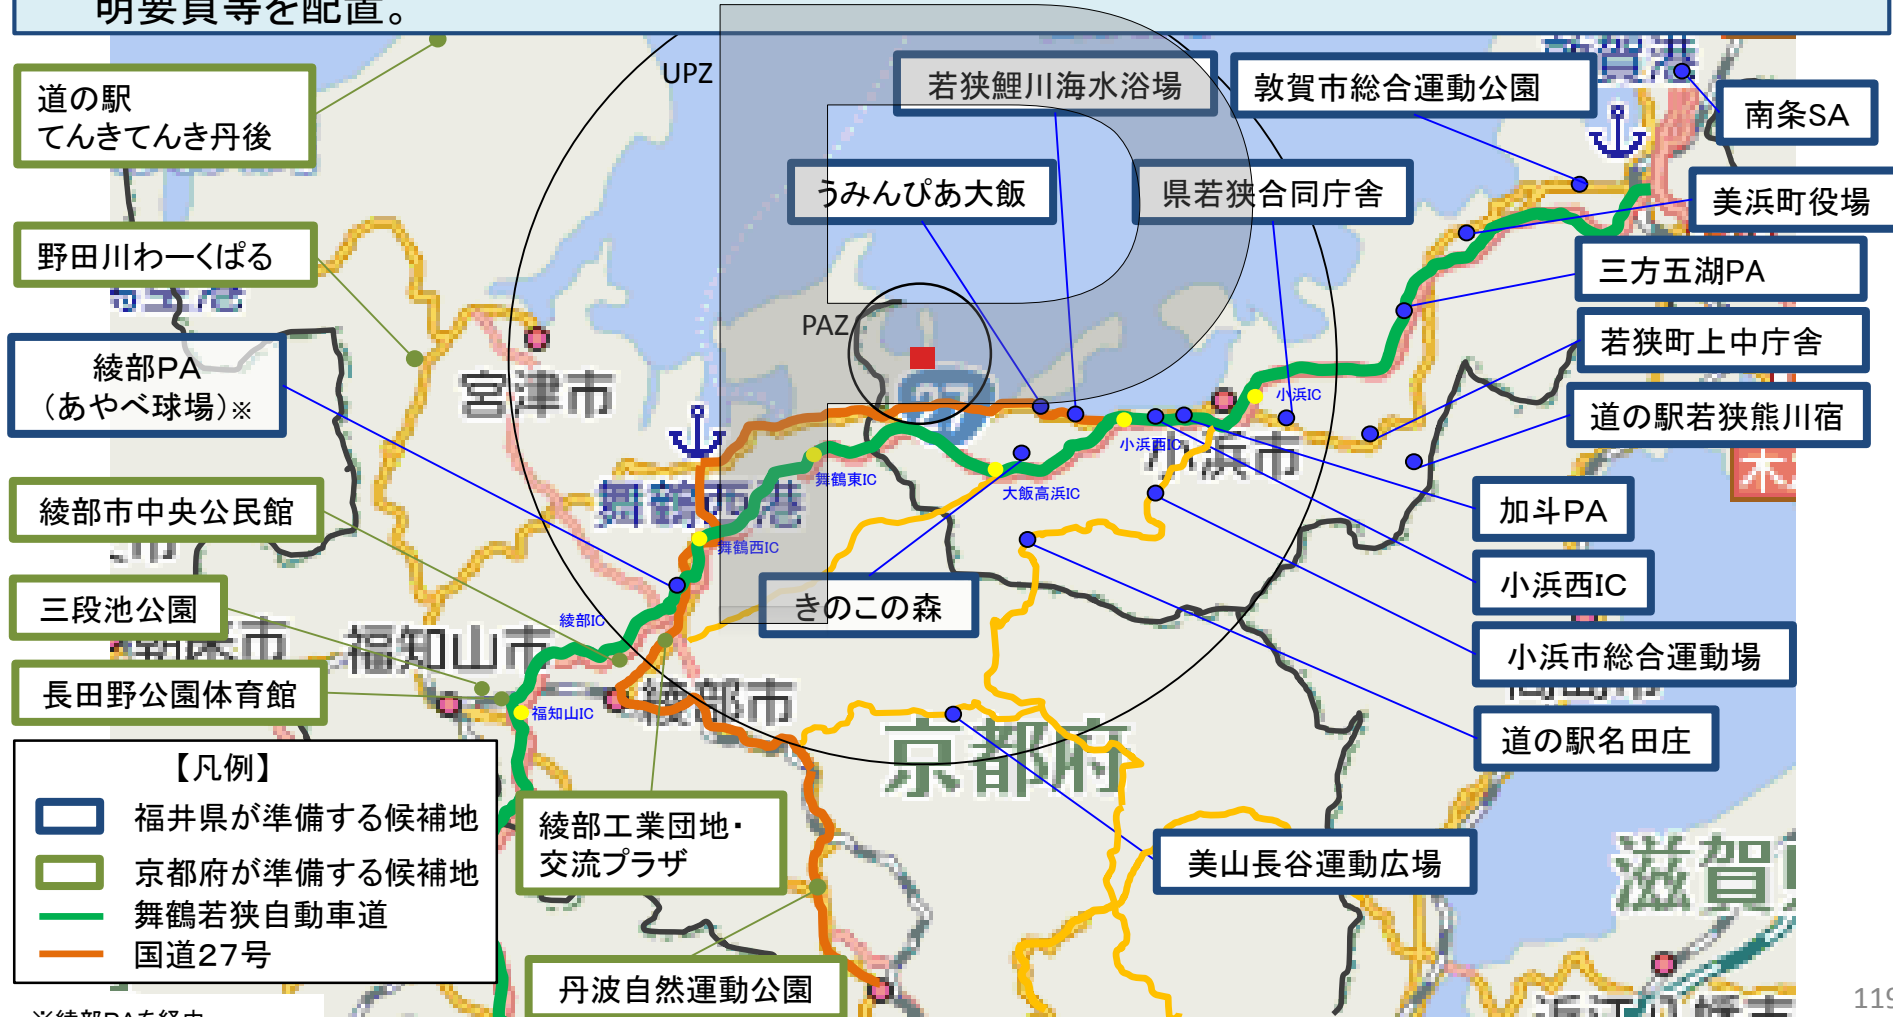 明要員等を配置。
UPZ
道の駅
てんきてんき丹後
若狭鯉川海水浴場
敦賀市総合運動公園
南条SA
うみんぴあ大飯
県若狭合同庁舎
美浜町役場
野田川わーくぱる
三方五湖PA
PAZ
綾部PA
(あやべ球場)※
若狭町上中庁舎
宮津市
27
小浜IC
道の駅若狭熊川宿
小浜西IC
小浜市
舞鶴東IC
大飯高浜IC
綾部市中央公民館
舞鶴西港
加斗PA
舞鶴西IC
小浜西IC
三段池公園
綾部IC
きのこの森
福知山市
小浜市総合運動場
長田野公園体育館
福知山IC
綾部市
京都府
道の駅名田庄
【凡例】
福井県が準備する候補地
京都府が準備する候補地
舞鶴若狭自動車道
国道27号
綾部工業団地・
交流プラザ
美山長谷運動広場
滋賀
丹波自然運動公園
※綾部PAを経由
119